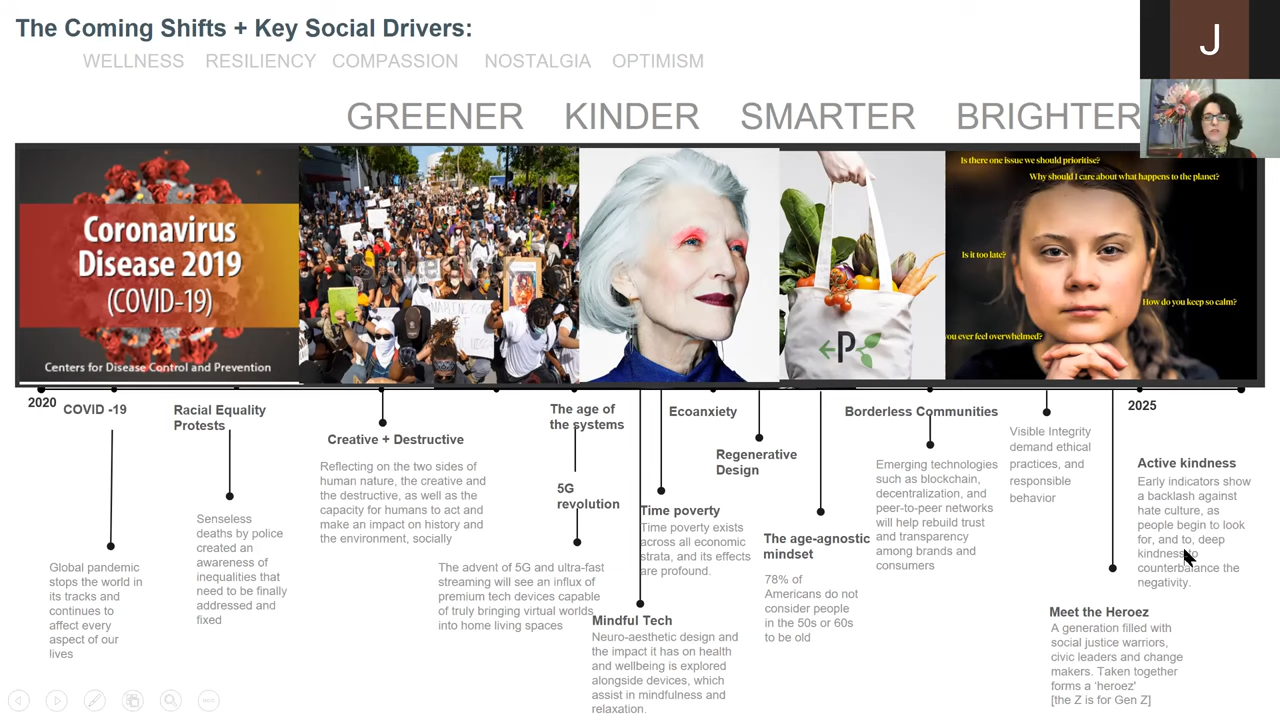 The Coming Shifts + Key Social Drivers:
WELLNESS RESILIENCY COMPASSION NOSTALGIA OPTIMISM
J
GREENER KINDER SMARTER BRIGHTER
Coronavirus
Disease 2019
(COVID-19)
Centers for Disease Control and Prevention
P
Is there one issue we should prioritise?
Why should I care about what happens to the planet?
Is it too late?
How do you keep so calm?
you ever feel overwhelmed?
2020
COVID -19
Global pandemic
stops the world in
its tracks and
continues to
affect every
aspect of our
lives
Racial Equality
Protests
Senseless
deaths by police
created an
awareness of
inequalities that
need to be finally
addressed and
fixed
Creative + Destructive
Reflecting on the two sides of
human nature, the creative and
the destructive, as well as the
capacity for humans to act and
make an impact on history and
the environment, socially
The age of
the systems
5G
revolution
The advent of 5G and ultra-fast
streaming will see an influx of
premium tech devices capable
of truly bringing virtual worlds
into home living spaces
Mindful Tech
Neuro-aesthetic design and
the impact it has on health
and wellbeing is explored
alongside devices, which
assist in mindfulness and
relaxation.
Ecoanxiety
Time poverty
Time poverty exists
across all economic
strata, and its effects
are profound.
Regenerative
Design
The age-agnostic
mindset
78% of
Americans do not
consider people
in the 50s or 60s
to be old
Borderless Communities
Emerging technologies
such as blockchain,
decentralization, and
peer-to-peer networks
will help rebuild trust
and transparency
among brands and
consumers
Visible Integrity
demand ethical
practices, and
responsible
behavior
Meet the Heroez
A generation filled with
social justice warriors,
civic leaders and change
makers. Taken together
forms a 'heroez'
[the Z is for Gen Z]
2025
Active kindness
Early indicators show
a backlash against
hate culture, as
people begin to look
for, and to, deep
kindness to
counterbalance the
negativity.